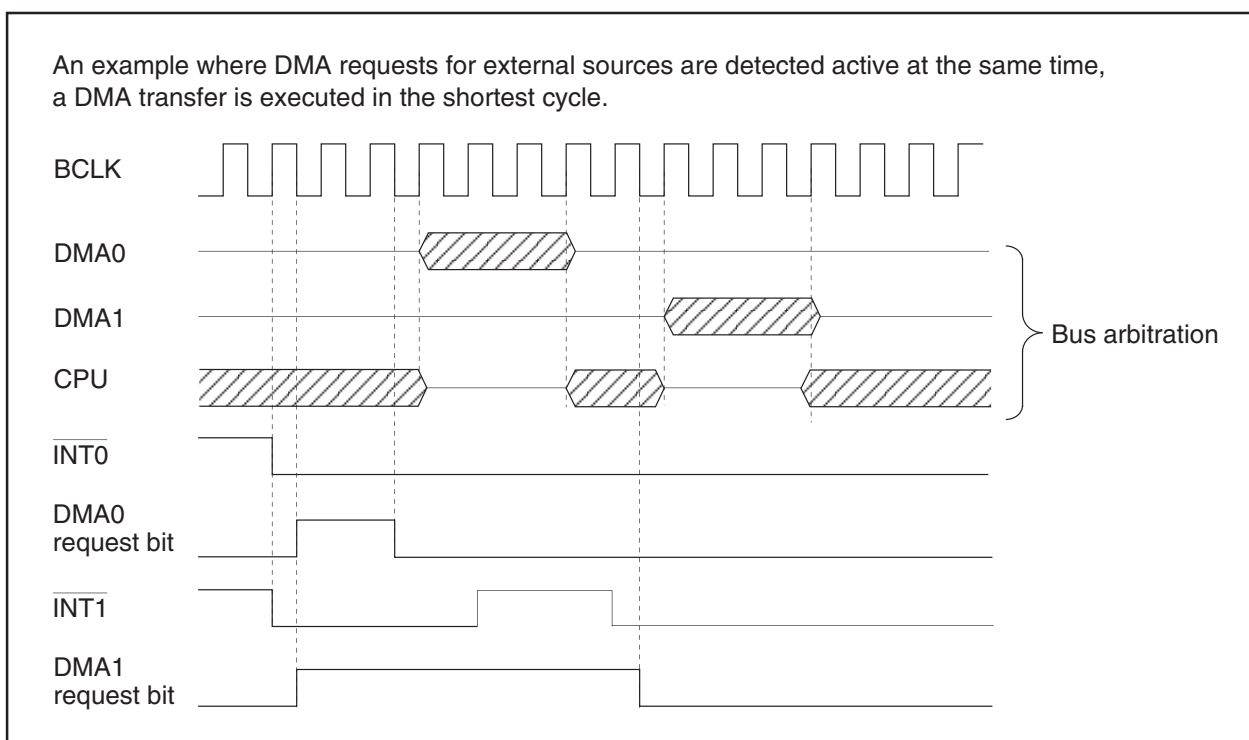 An example where DMA requests for external sources are detected active at the same time,
a DMA transfer is executed in the shortest cycle.
BCLK
DMA0
DMA1
Bus arbitration
CPU
INT0
DMA0
request bit
INT1
DMA1
request bit